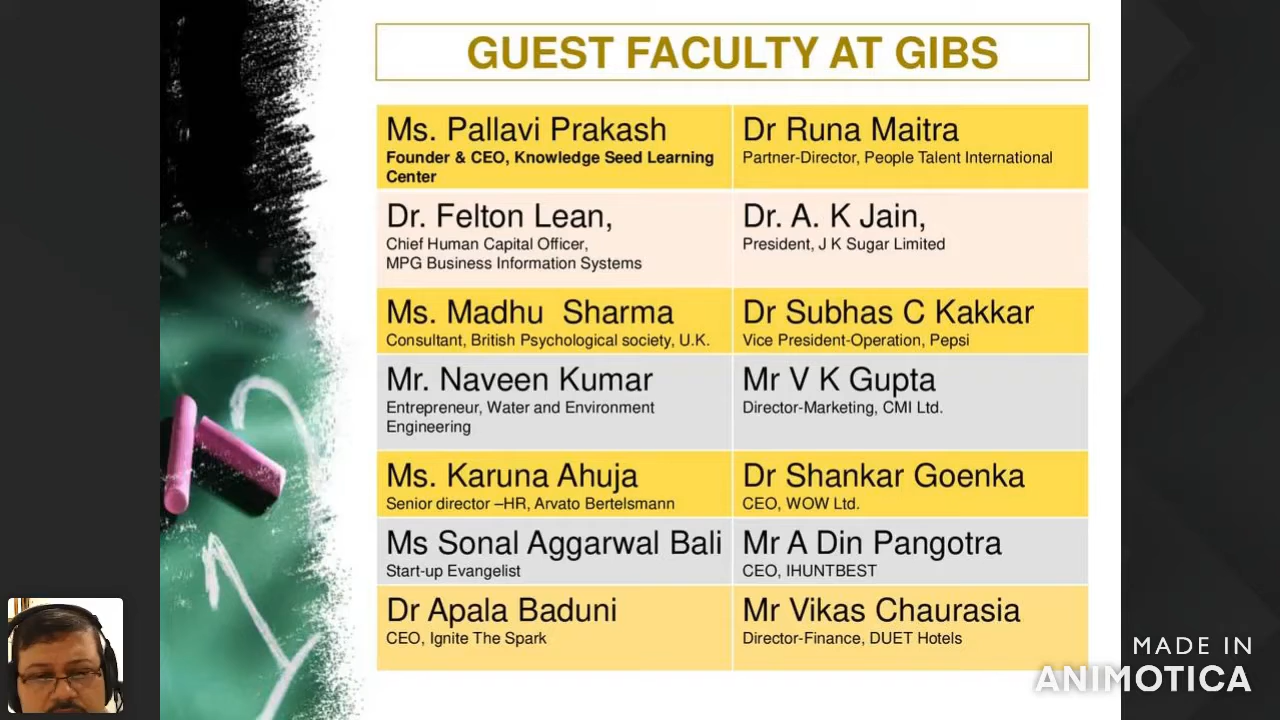 GUEST FACULTY AT GIBS
Ms. Pallavi Prakash
Founder & CEO, Knowledge Seed Learning
Center
Dr Runa Maitra
Partner-Director, People Talent International
Dr. Felton Lean,
Chief Human Capital Officer,
MPG Business Information Systems
Dr. A. K Jain,
President, J K Sugar Limited
Ms. Madhu Sharma
Consultant, British Psychological society, U.K.
Dr Subhas C Kakkar
Vice President-Operation, Pepsi
Mr. Naveen Kumar
Entrepreneur, Water and Environment
Engineering
Mr V K Gupta
Director-Marketing, CMI Ltd.
Ms. Karuna Ahuja
Senior director –HR, Arvato Bertelsmann
Dr Shankar Goenka
CEO, WOW Ltd.
Ms Sonal Aggarwal Bali
Start-up Evangelist
Mr A Din Pangotra
CEO, IHUNTBEST
Dr Apala Baduni
CEO, Ignite The Spark
Mr Vikas Chaurasia
Director-Finance, DUET Hotels
MADE IN
ANIMOTICA